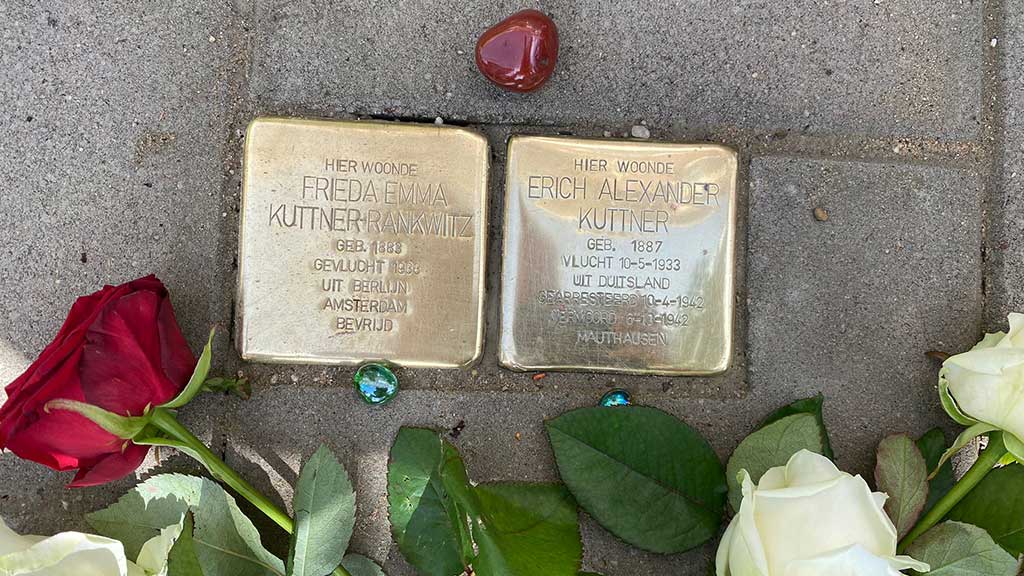 HIER WOONDE
FRIEDA EMMA
KUTTNER-RANKWITZ
GEB. 1888
GEVLUCHT 1938
UIT BERLIJN
AMSTERDAM
BEVRIJD
HIER WOONDE
ERICH ALEXANDER
KUTTNER
GEB. 1887
VLUCHT 10-5-1933
UIT DUITSLAND
GEARRESTEERD 10-4-1942
VERMOORD 6-10-1942
MAUTHAUSEN